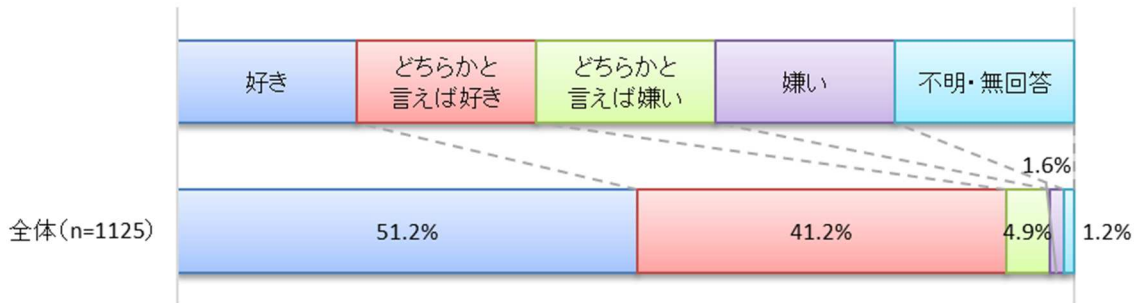 好き
どちらかと
言えば好き
どちらかと
言えば嫌い
嫌い
不明・無回答
1.6%
全体(n=1125)
51.2%
41.2%
4.9%
1.2%